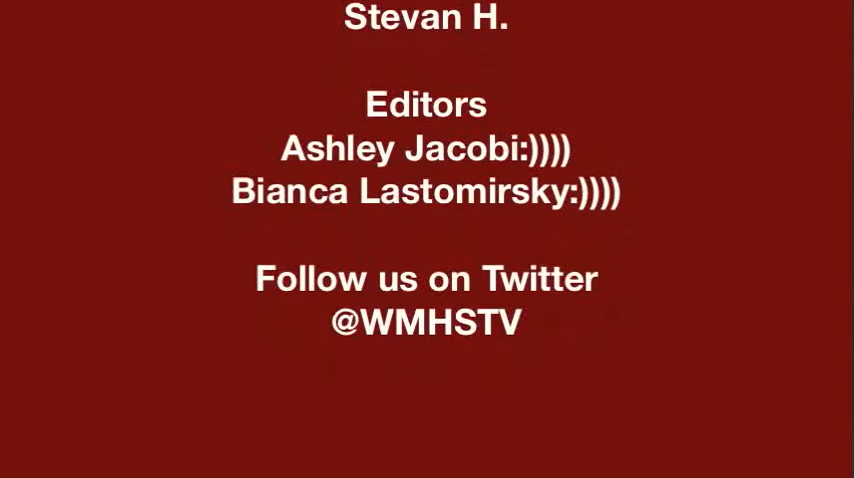 Stevan H.
Editors
Ashley Jacobi:))))
Bianca Lastomirsky:))))
Follow us on Twitter
@WMHSTV